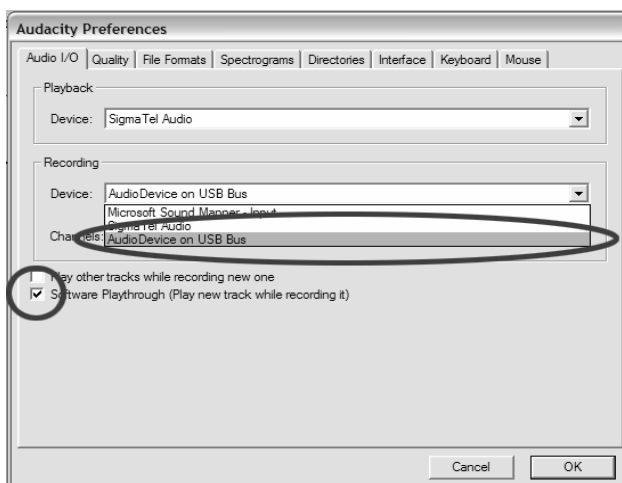 Audacity Preferences
Audio I/O Quality File Formats Spectrograms Directories Interface Keyboard Mouse
Playback
Device: SigmaTel Audio
Recording
Device: AudioDevice on USB Bus
Microsoft Sound Mapper - Input
SigmaTel Audio
Channels: AudioDevice on USB Bus
Play other tracks while recording new one
Software Playthrough (Play new track while recording it)
Cancel OK